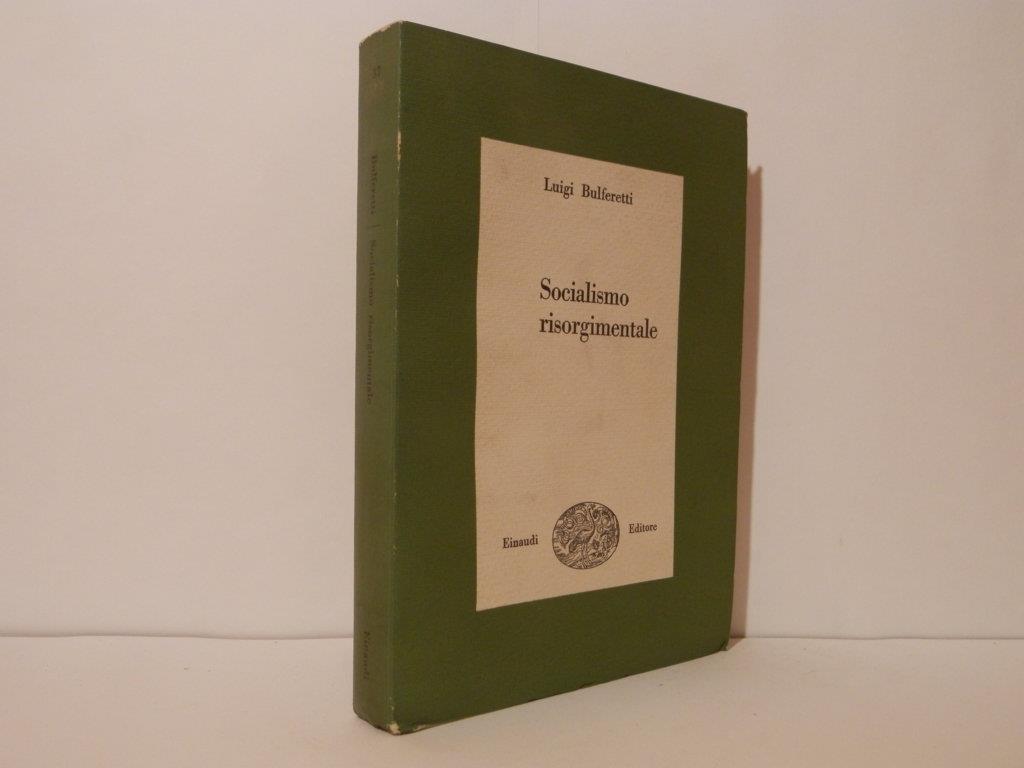 Luigi Bulferetti
Socialismo
risorgimentale
Einaudi Editore
Bulferetti | Socialismo risorgimentale
Einaudi